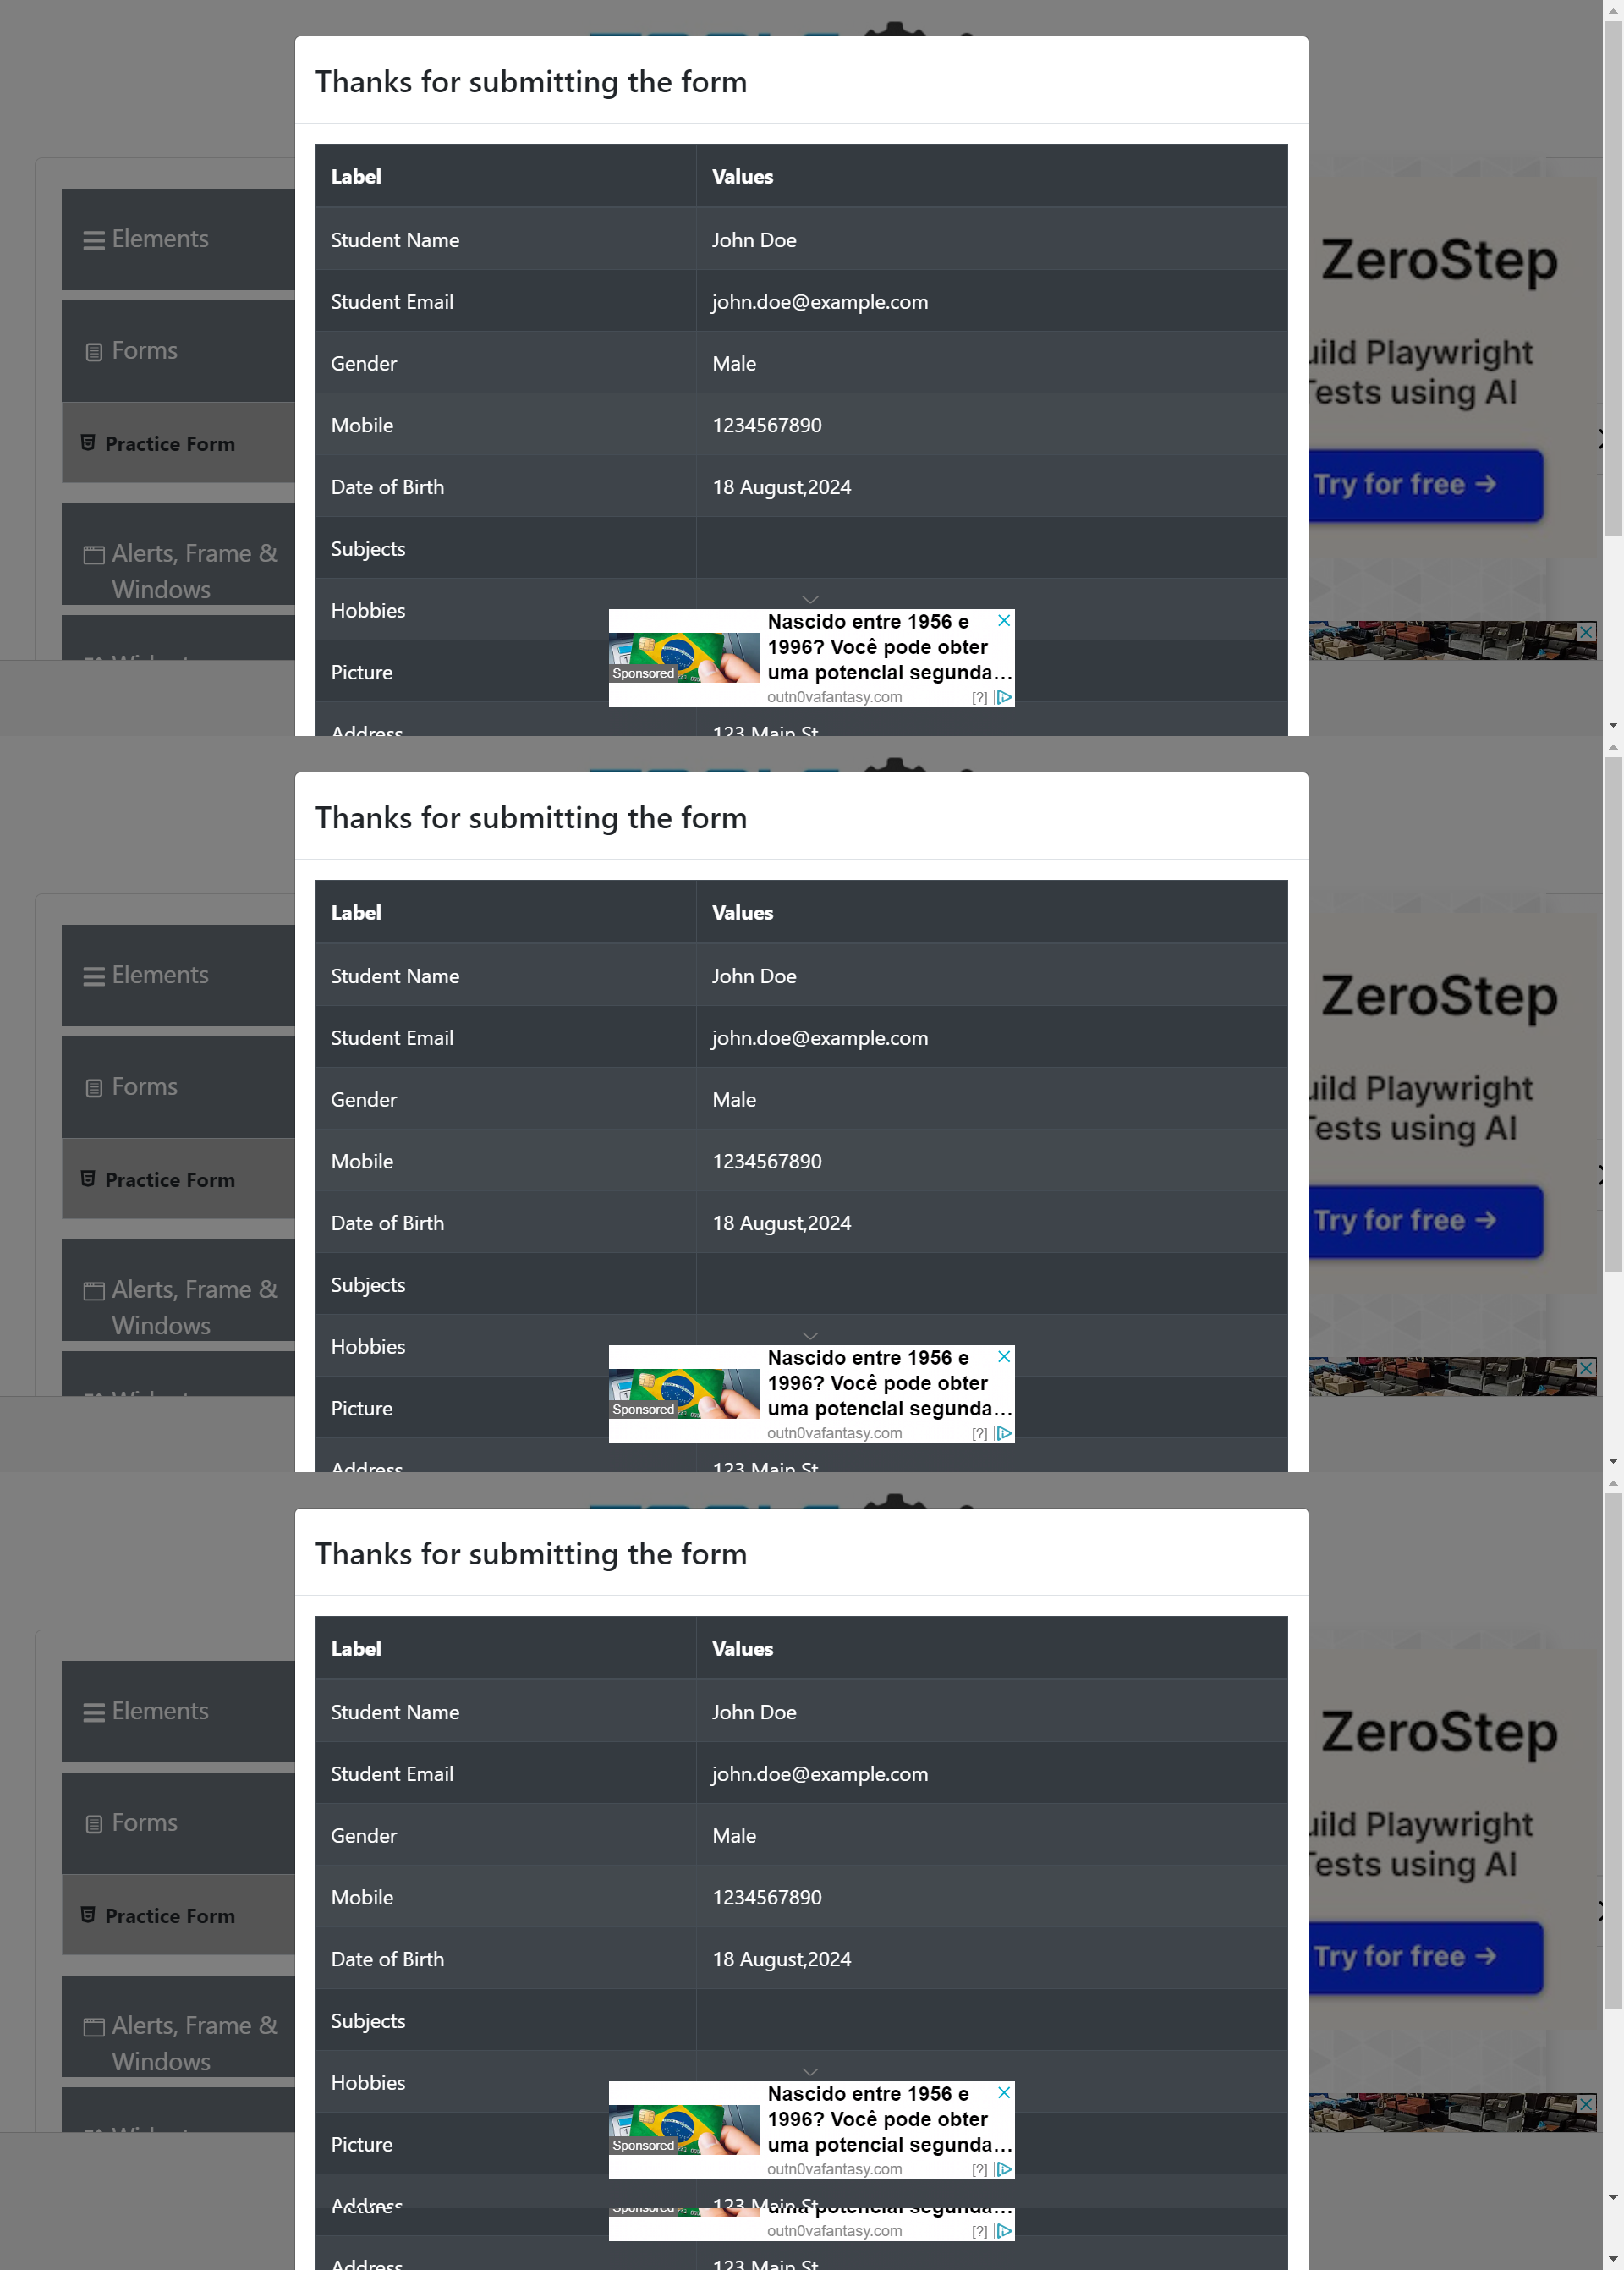 Thanks for submitting the form
Label Values
Elements
Student Name John Doe
ZeroStep
Student Email john.doe@example.com
Forms
uild Playwright
Gender Male
Tests using AI
Mobile 1234567890
Practice Form
Date of Birth 18 August,2024
Try for free →
Subjects
Alerts, Frame &
Windows
Hobbies
Nascido entre 1956 e
1996? Você pode obter
uma potencial segunda...
Picture
Sponsored
outn0vafantasy.com [?]
Address 123 Main St
Thanks for submitting the form
Label Values
Elements
Student Name John Doe
ZeroStep
Student Email john.doe@example.com
Forms
uild Playwright
Gender Male
Tests using AI
Mobile 1234567890
Practice Form
Date of Birth 18 August,2024
Try for free →
Subjects
Alerts, Frame &
Windows
Hobbies
Nascido entre 1956 e
1996? Você pode obter
uma potencial segunda...
Picture
Sponsored
outn0vafantasy.com [?]
Address 123 Main St
Thanks for submitting the form
Label Values
Elements
Student Name John Doe
ZeroStep
Student Email john.doe@example.com
Forms
uild Playwright
Gender Male
Tests using AI
Mobile 1234567890
Practice Form
Date of Birth 18 August,2024
Try for free →
Subjects
Alerts, Frame &
Windows
Hobbies
Nascido entre 1956 e
1996? Você pode obter
uma potencial segunda...
Picture
Sponsored
outn0vafantasy.com [?]
Address 123 Main St
Picture
Sponsored
uma potencial segunda...
outn0vafantasy.com [?]
Address 123 Main St